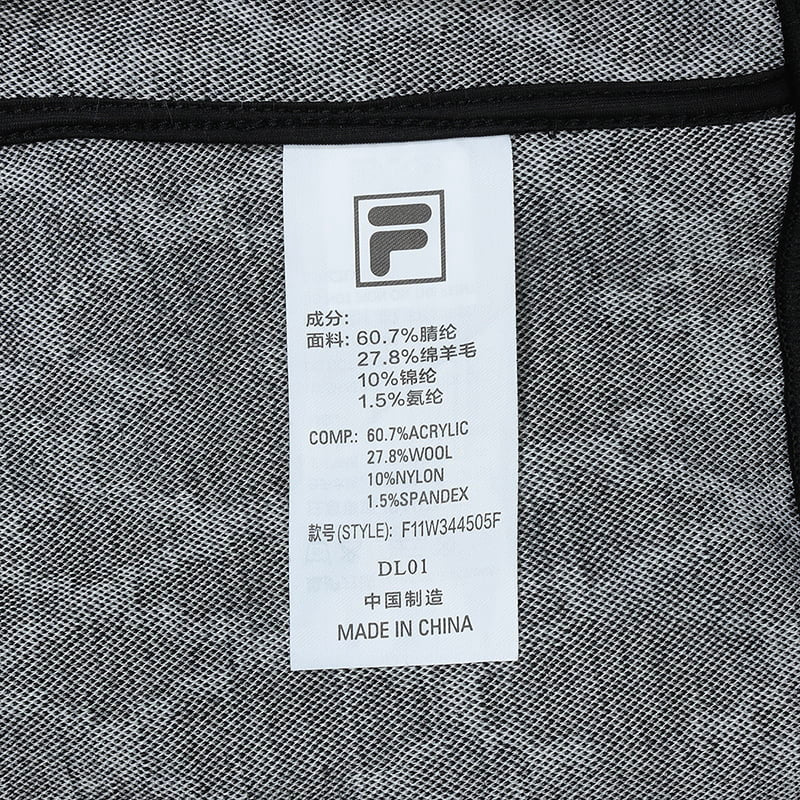 F
成分:
面料: 60.7%腈纶
27.8%绵羊毛
10%锦纶
1.5%氨纶
COMP.: 60.7%ACRYLIC
27.8%WOOL
10%NYLON
1.5%SPANDEX
款号(STYLE): F11W344505F
DL01
中国制造
MADE IN CHINA